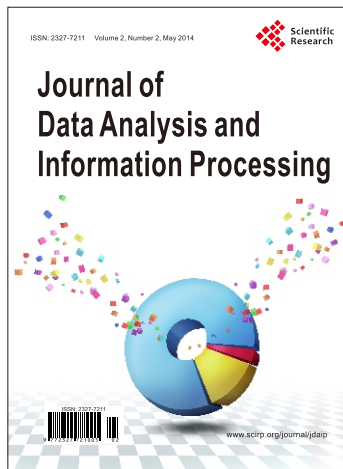 ISSN: 2327-7211 Volume 2, Number 2, May 2014
Scientific
Research
Journal of
Data Analysis and
Information Processing
ISSN: 2327-7211
www.scirp.org/journal/jdaip